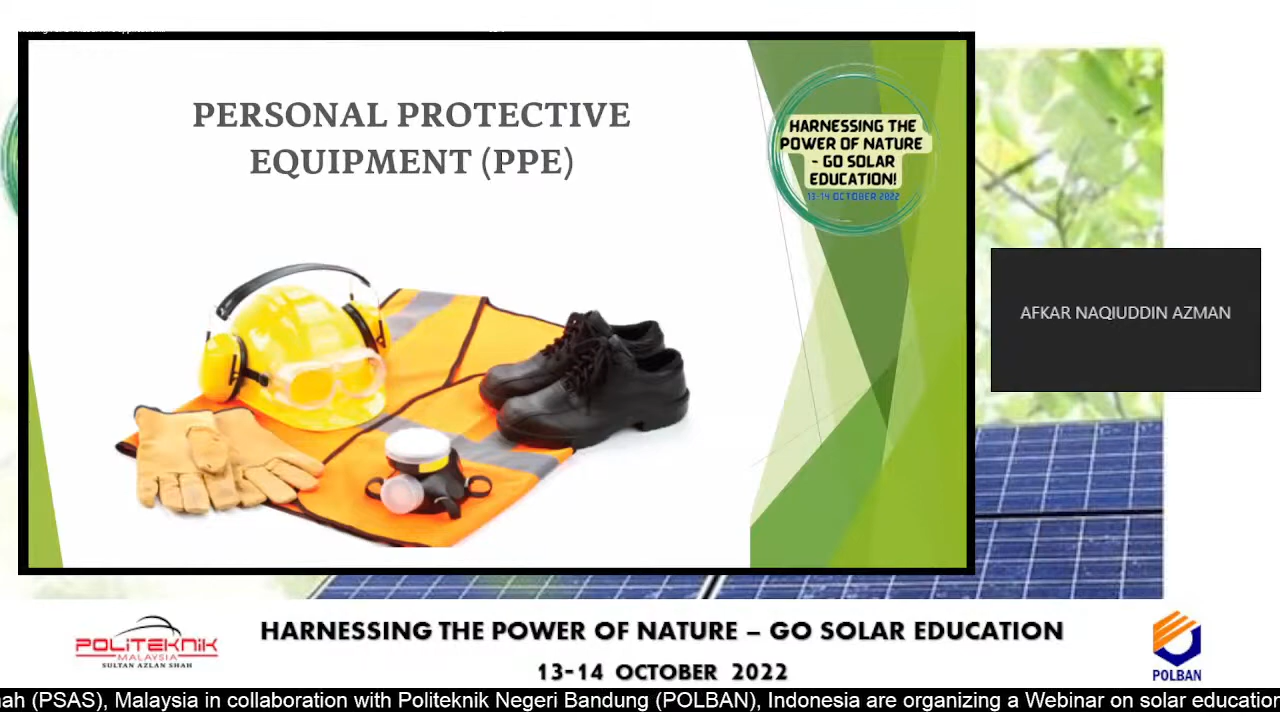 PERSONAL PROTECTIVE
EQUIPMENT (PPE)
HARNESSING THE
POWER OF NATURE
- GO SOLAR
EDUCATION!
13-14 OCTOBER 2022
AFKAR NAQIUDDIN AZMAN
POLITEKNIK
MALAYSIA
SULTAN AZLAN SHAH
HARNESSING THE POWER OF NATURE – GO SOLAR EDUCATION
13-14 OCTOBER 2022
POLBAN
ah (PSAS), Malaysia in collaboration with Politeknik Negeri Bandung (POLBAN), Indonesia are organizing a Webinar on solar education